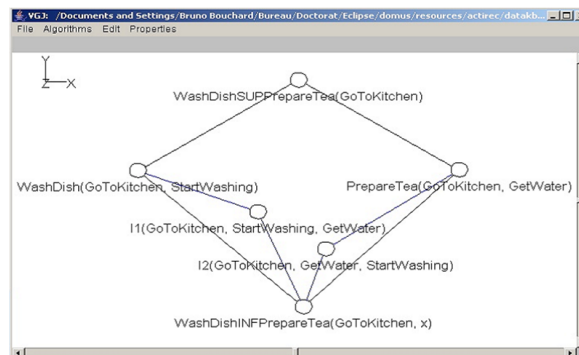 VGJ: /Documents and Settings/Bruno Bouchard/Bureau/Doctorat/Eclipse/domus/resources/actirec/datakb...
File Algorithms Edit Properties
Y
Z X
WashDishSUPPrepareTea(GoToKitchen)
WashDish(GoToKitchen, StartWashing)
PrepareTea(GoToKitchen, GetWater)
I1(GoToKitchen, StartWashing, GetWater)
I2(GoToKitchen, GetWater, StartWashing)
WashDishINFPrepareTea(GoToKitchen, x)